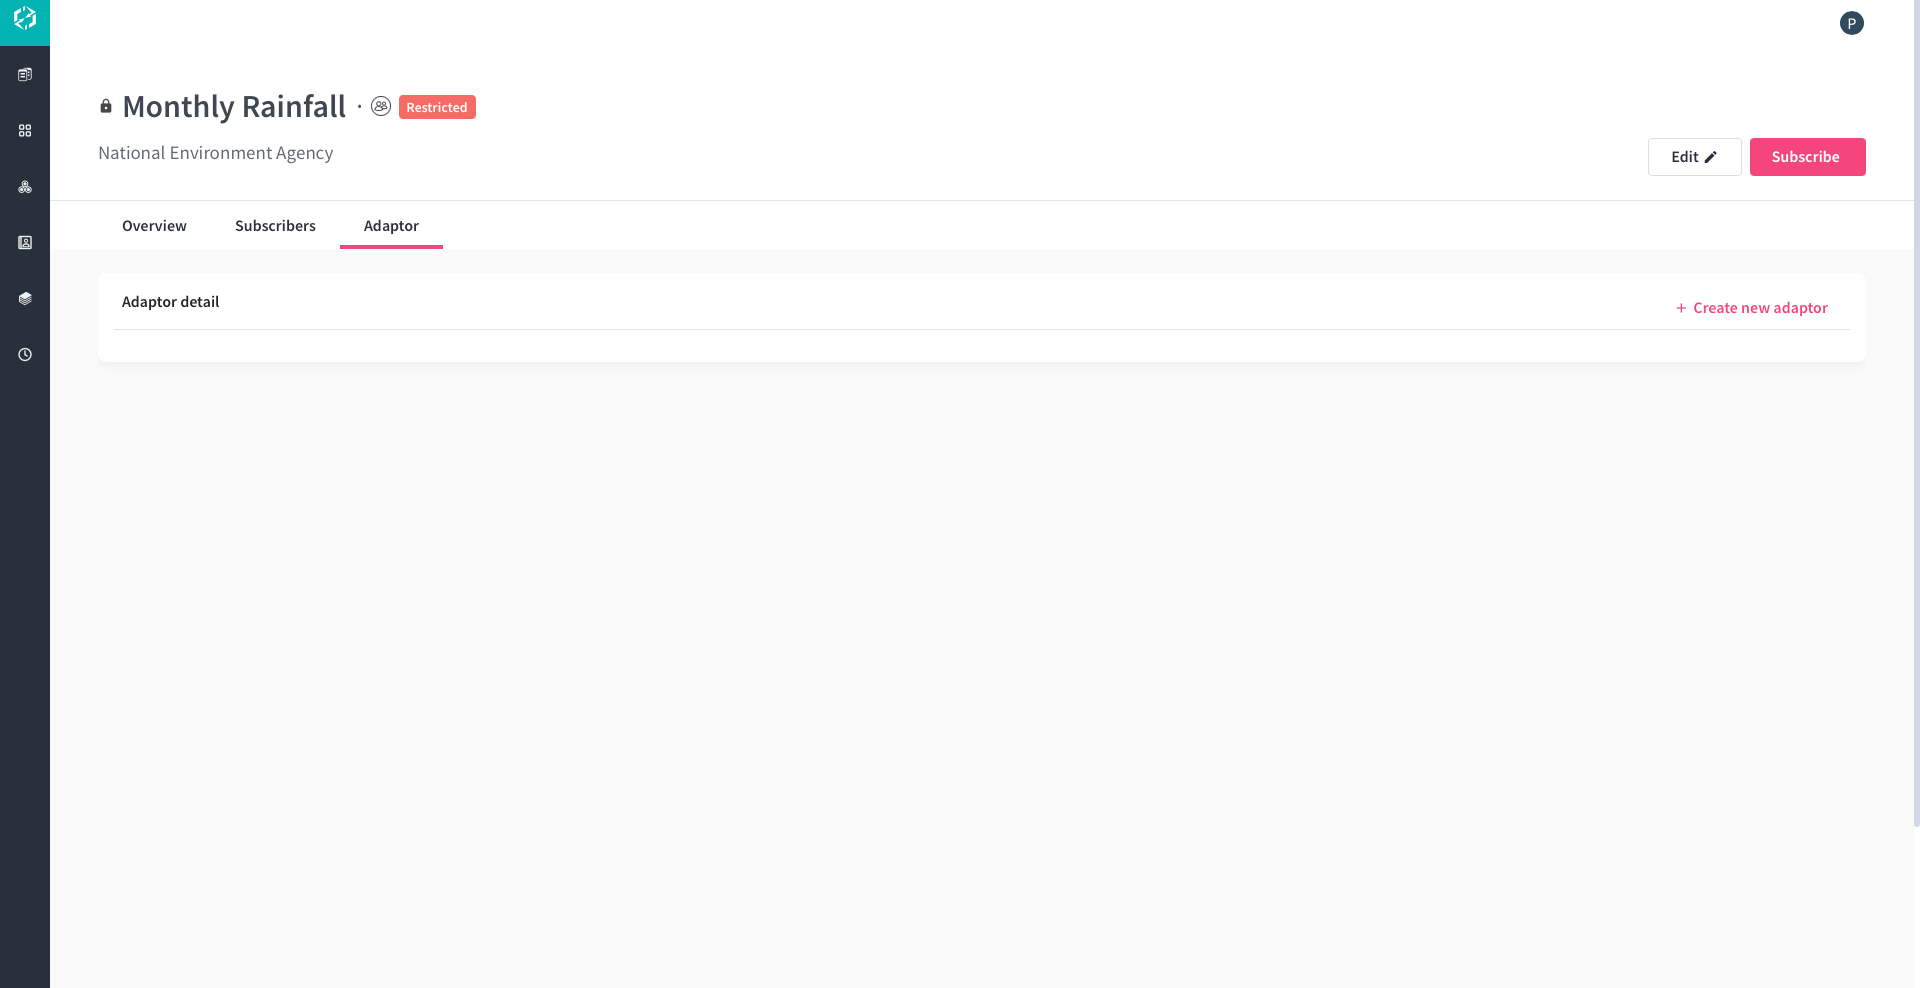 P
Monthly Rainfall ·
Restricted
National Environment Agency
Edit
Subscribe
Overview
Subscribers
Adaptor
Adaptor detail
+ Create new adaptor